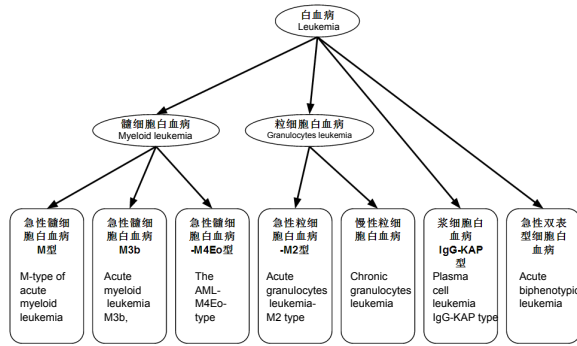 白血病
Leukemia
髓细胞白血病
Myeloid leukemia
粒细胞白血病
Granulocytes leukemia
急性髓细
胞白血病
M型
M-type of
acute
myeloid
leukemia
急性髓细
胞白血病
M3b
Acute
myeloid
leukemia
M3b,
急性髓细
胞白血病
-M4Eo型
The
AML-
M4Eo-
type
急性粒细
胞白血病
-M2型
Acute
granulocytes
leukemia-
M2 type
慢性粒细
胞白血病
Chronic
granulocytes
leukemia
浆细胞白
血病
IgG-KAP
型
Plasma
cell
leukemia
IgG-KAP type
急性双表
型细胞白
血病
Acute
biphenotypic
leukemia